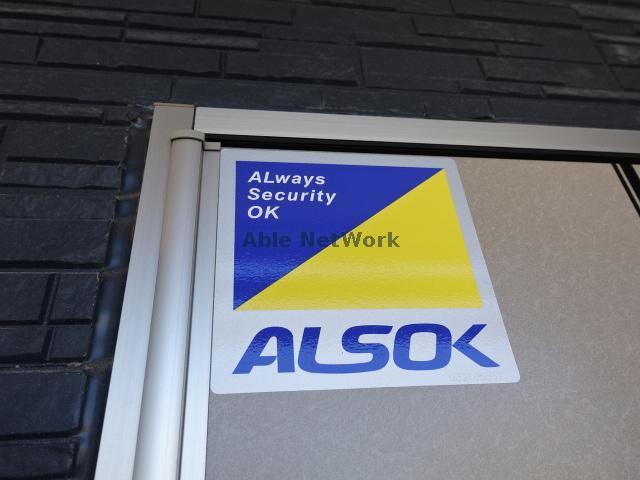 ALways
Security
OK
Able NetWork
ALSOK